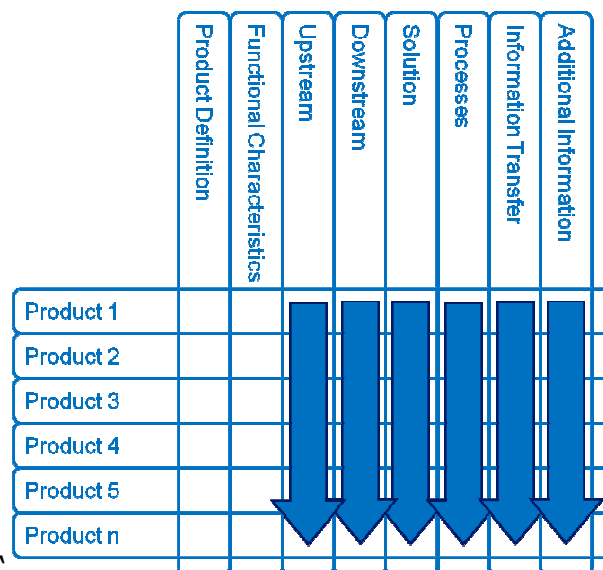 Product Definition
Functional Characteristics
Upstream
Downstream
Solution
Processes
Information Transfer
Additional Information
Product 1
Product 2
Product 3
Product 4
Product 5
Product n